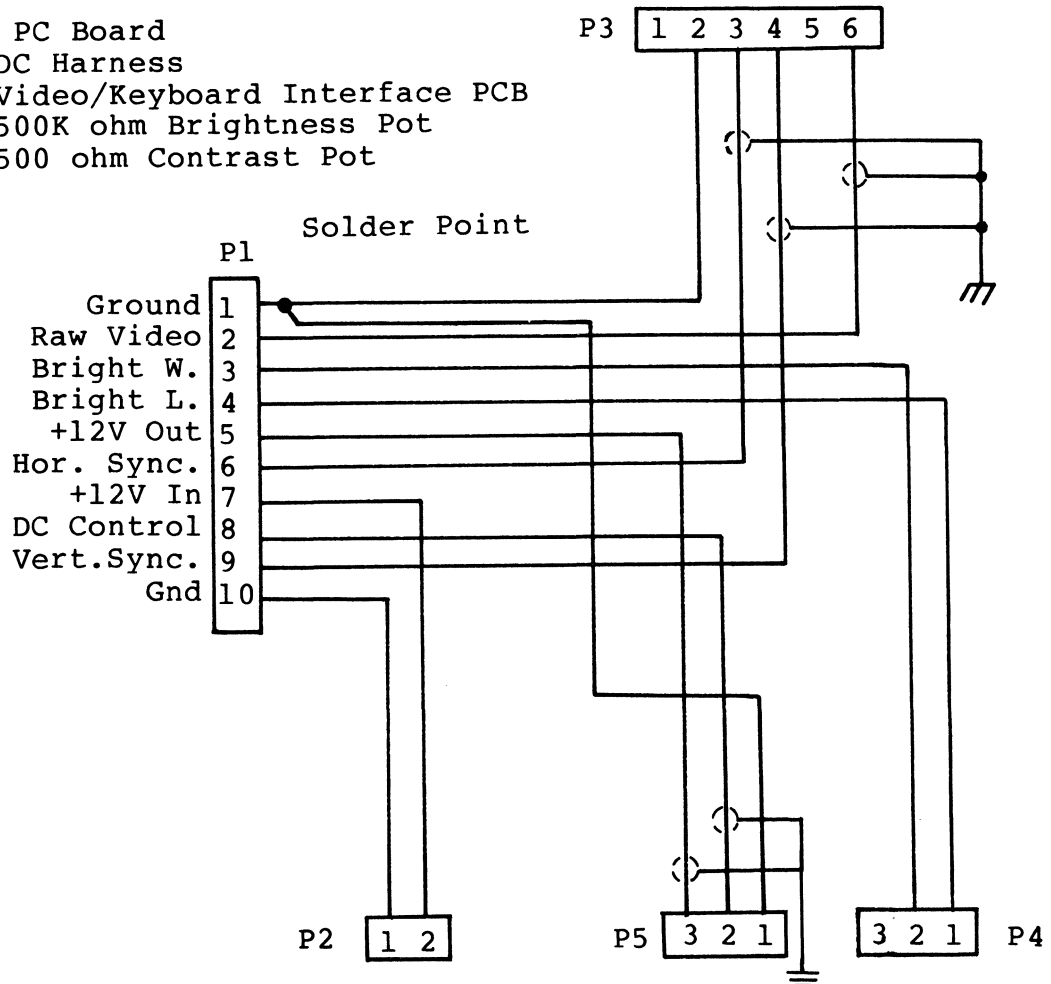 PC Board
DC Harness
Video/Keyboard Interface PCB
500K ohm Brightness Pot
500 ohm Contrast Pot
P3 1 2 3 4 5 6
Solder Point
P1
Ground 1
Raw Video 2
Bright W. 3
Bright L. 4
+12V Out 5
Hor. Sync. 6
+12V In 7
DC Control 8
Vert.Sync. 9
Gnd 10
P2 1 2
P5 3 2 1
3 2 1 P4